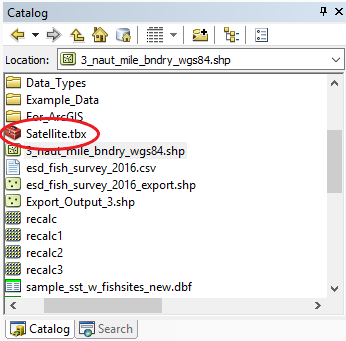 Catalog
Location: 3_naut_mile_bndry_wgs84.shp
Data_Types
Example_Data
For_ArcGIS
Satellite.tbx
3_naut_mile_bndry_wgs84.shp
esd_fish_survey_2016.csv
esd_fish_survey_2016_export.shp
Export_Output_3.shp
recalc
recalc1
recalc2
recalc3
sample_sst_w_fishsites_new.dbf
Catalog Search